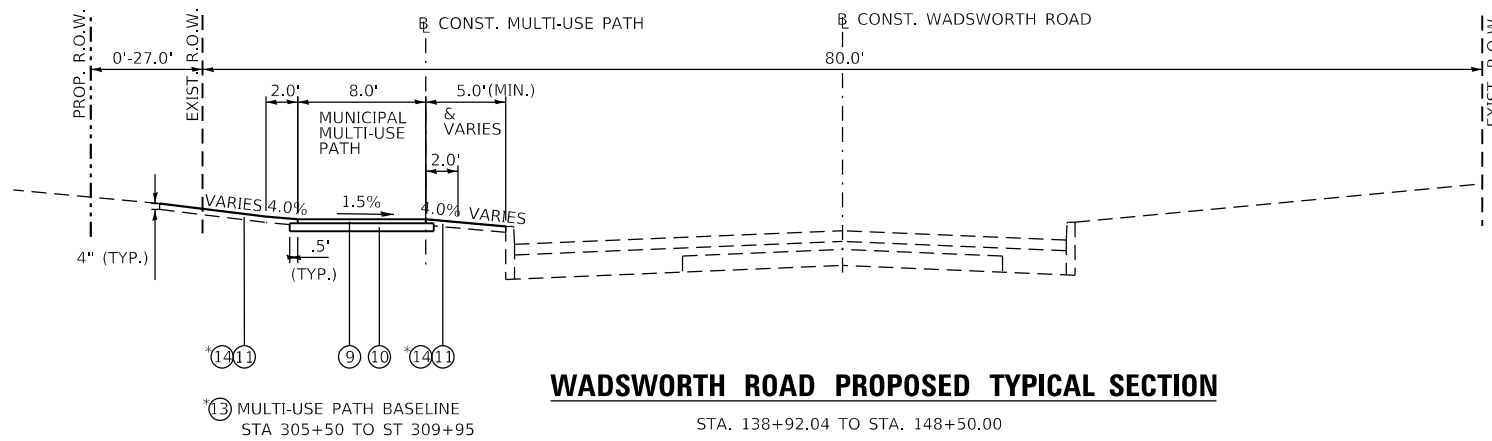 PROP. R.O.W.
EXIST. R.O.W.
0'-27.0'
℄ CONST. MULTI-USE PATH
℄ CONST. WADSWORTH ROAD
80.0'
EXIST. R.O.W.
2.0'
8.0'
5.0'(MIN.)
&
VARIES
MUNICIPAL
MULTI-USE
PATH
2.0'
VARIES
4.0%
1.5%
4.0%
VARIES
4" (TYP.)
.5'
(TYP.)
*14 11
9
10
*14 11
*13 MULTI-USE PATH BASELINE
STA 305+50 TO ST 309+95
WADSWORTH ROAD PROPOSED TYPICAL SECTION
STA. 138+92.04 TO STA. 148+50.00